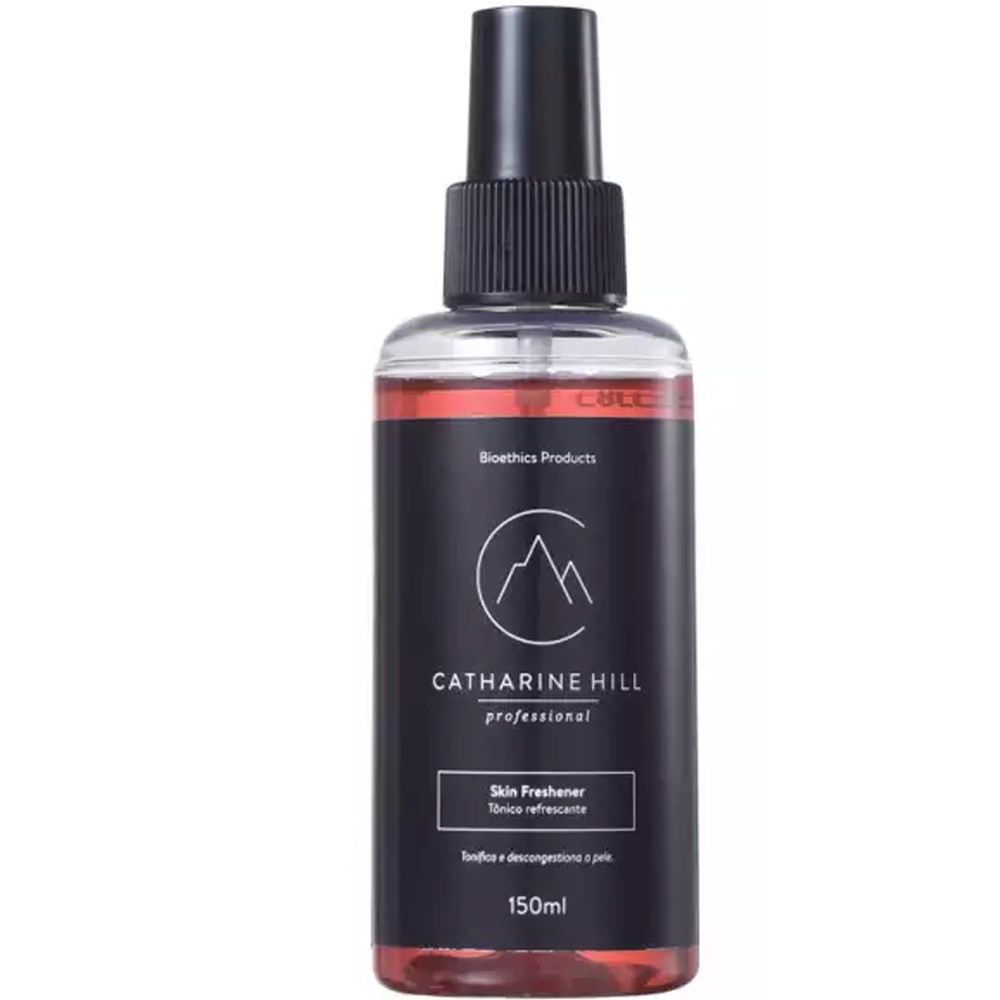 Bioethics Products
CATHARINE HILL
professional
Skin Freshener
Tônico refrescante
Tonifica e descongestiona a pele.
150ml